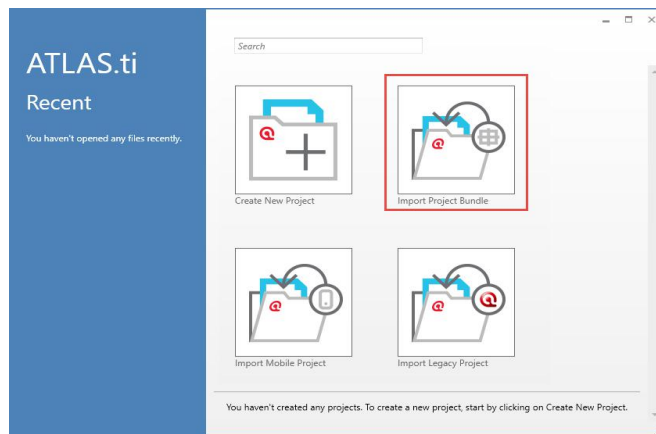 ATLAS.ti
Recent
You haven't opened any files recently.
Search
Create New Project
Import Project Bundle
Import Mobile Project
Import Legacy Project
You haven't created any projects. To create a new project, start by clicking on Create New Project.